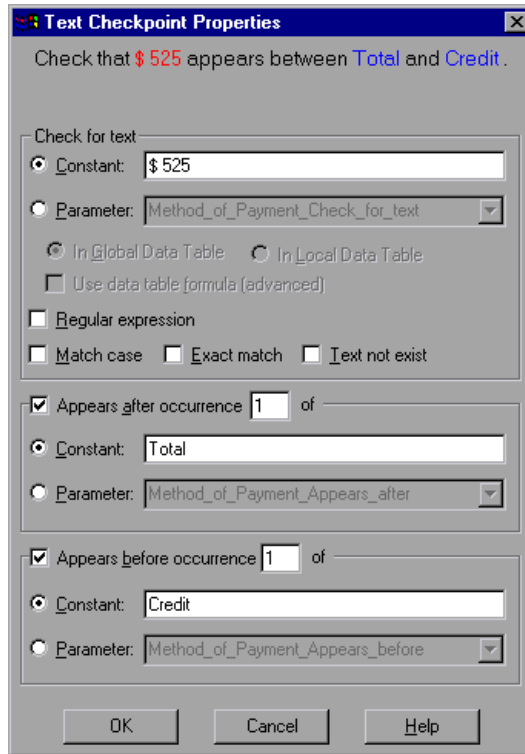 Text Checkpoint Properties
Check that $ 525 appears between Total and Credit .
Check for text
Constant: $ 525
Parameter: Method_of_Payment_Check_for_text
In Global Data Table In Local Data Table
Use data table formula (advanced)
Regular expression
Match case Exact match Text not exist
Appears after occurrence 1 of
Constant: Total
Parameter: Method_of_Payment_Appears_after
Appears before occurrence 1 of
Constant: Credit
Parameter: Method_of_Payment_Appears_before
OK Cancel Help